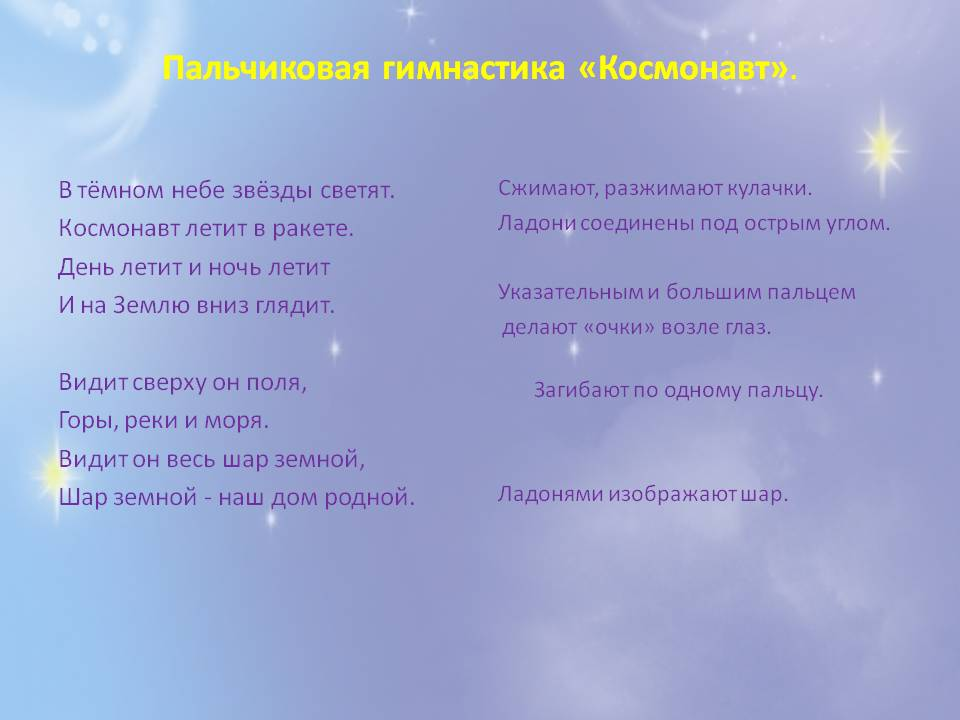 Пальчиковая гимнастика «Космонавт».
В тёмном небе звёзды светят.
Космонавт летит в ракете.
День летит и ночь летит
И на Землю вниз глядит.
Видит сверху он поля,
Горы, реки и моря.
Видит он весь шар земной,
Шар земной - наш дом родной.
Сжимают, разжимают кулачки.
Ладони соединены под острым углом.
Указательным и большим пальцем
делают «очки» возле глаз.
Загибают по одному пальцу.
Ладонями изображают шар.